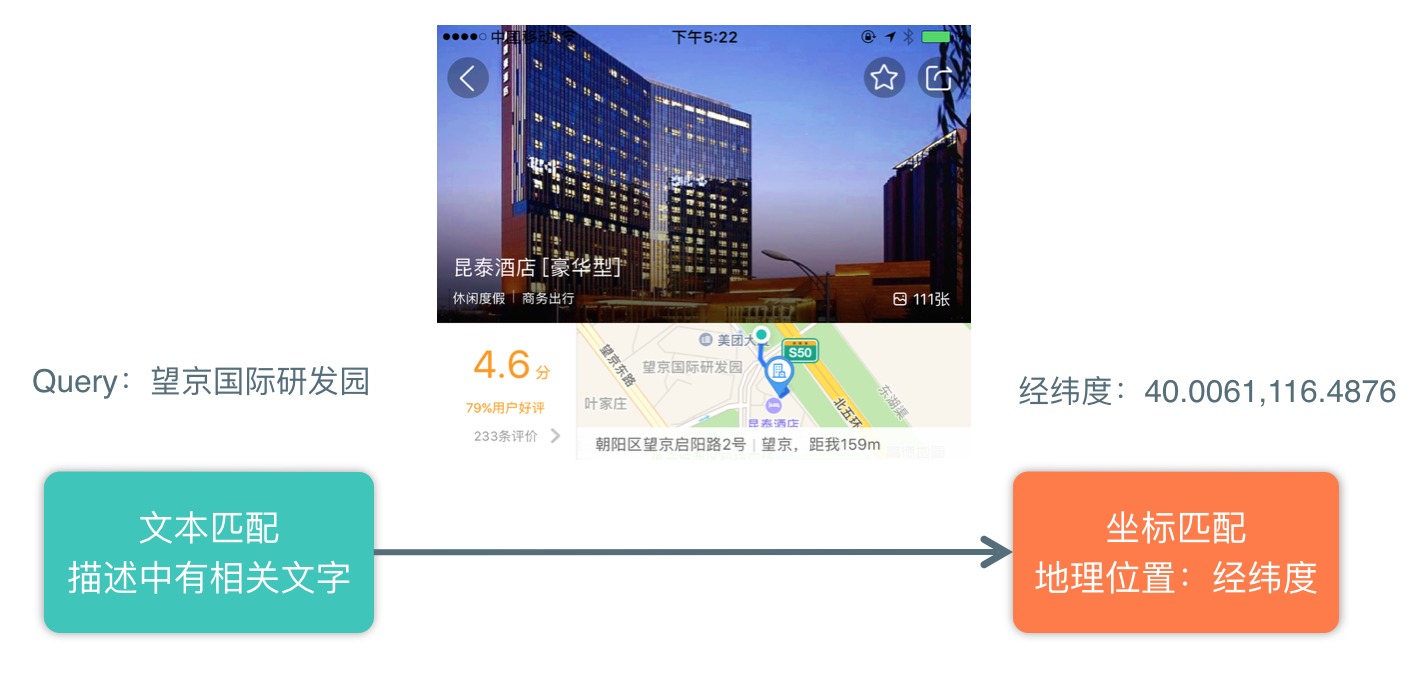 中国移动
下午5:22
昆泰酒店 [豪华型]
休闲度假 | 商务出行
111张
4.6 分
79%用户好评
233条评价
美团大
S50
望京东路
望京国际研发园
叶家庄
东湖渠
北五环
昆泰酒店
朝阳区望京启阳路2号 | 望京，距我159m
Query：望京国际研发园
经纬度：40.0061,116.4876
文本匹配
描述中有相关文字
坐标匹配
地理位置：经纬度